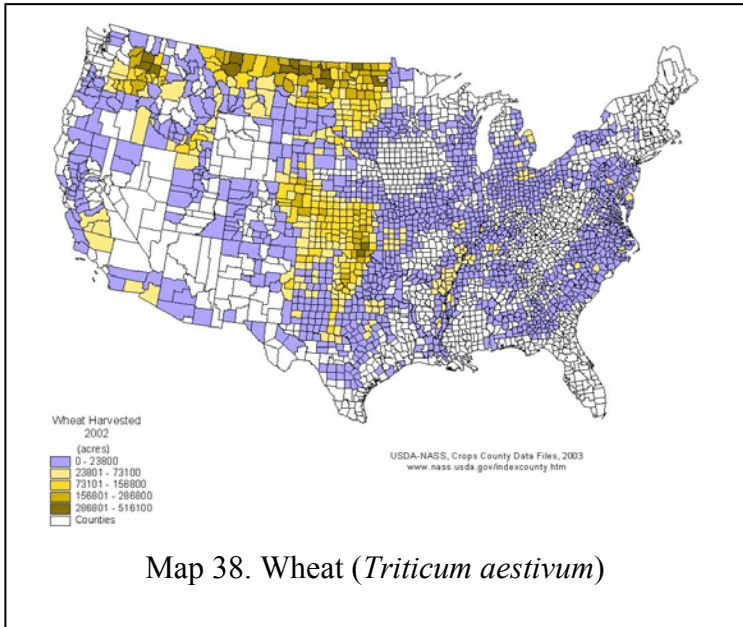 Wheat Harvested
2002
(acres)
0 - 23800
23801 - 73100
73101 - 156800
156801 - 286800
286801 - 516100
Counties
USDA-NASS, Crops County Data Files, 2003
www.nass.usda.gov/indexcounty.htm
Map 38. Wheat (Triticum aestivum)